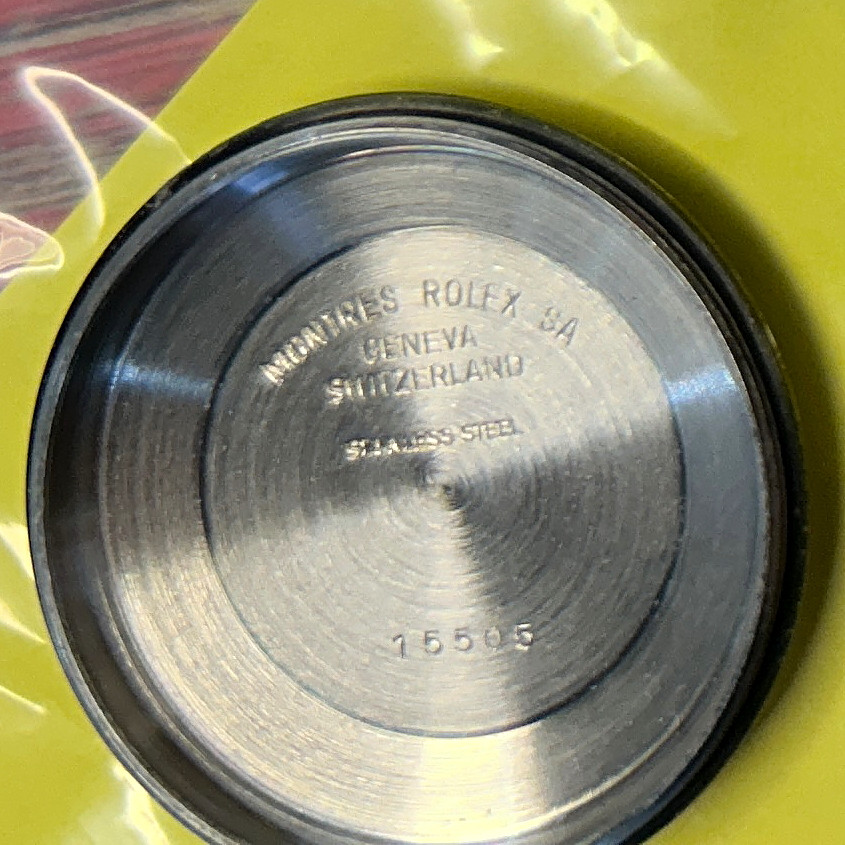 MONTRES ROLEX SA
GENEVA
SWITZERLAND
STAINLESS STEEL
15505